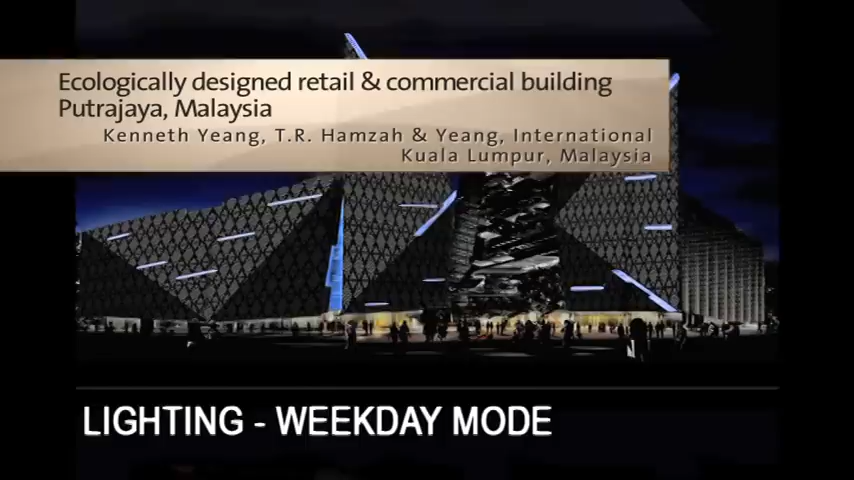 Ecologically designed retail & commercial building
Putrajaya, Malaysia
Kenneth Yeang, T.R. Hamzah & Yeang, International
Kuala Lumpur, Malaysia
LIGHTING - WEEKDAY MODE